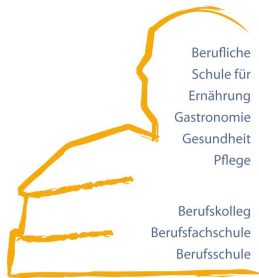 Berufliche
Schule für
Ernährung
Gastronomie
Gesundheit
Pflege
Berufskolleg
Berufsfachschule
Berufsschule